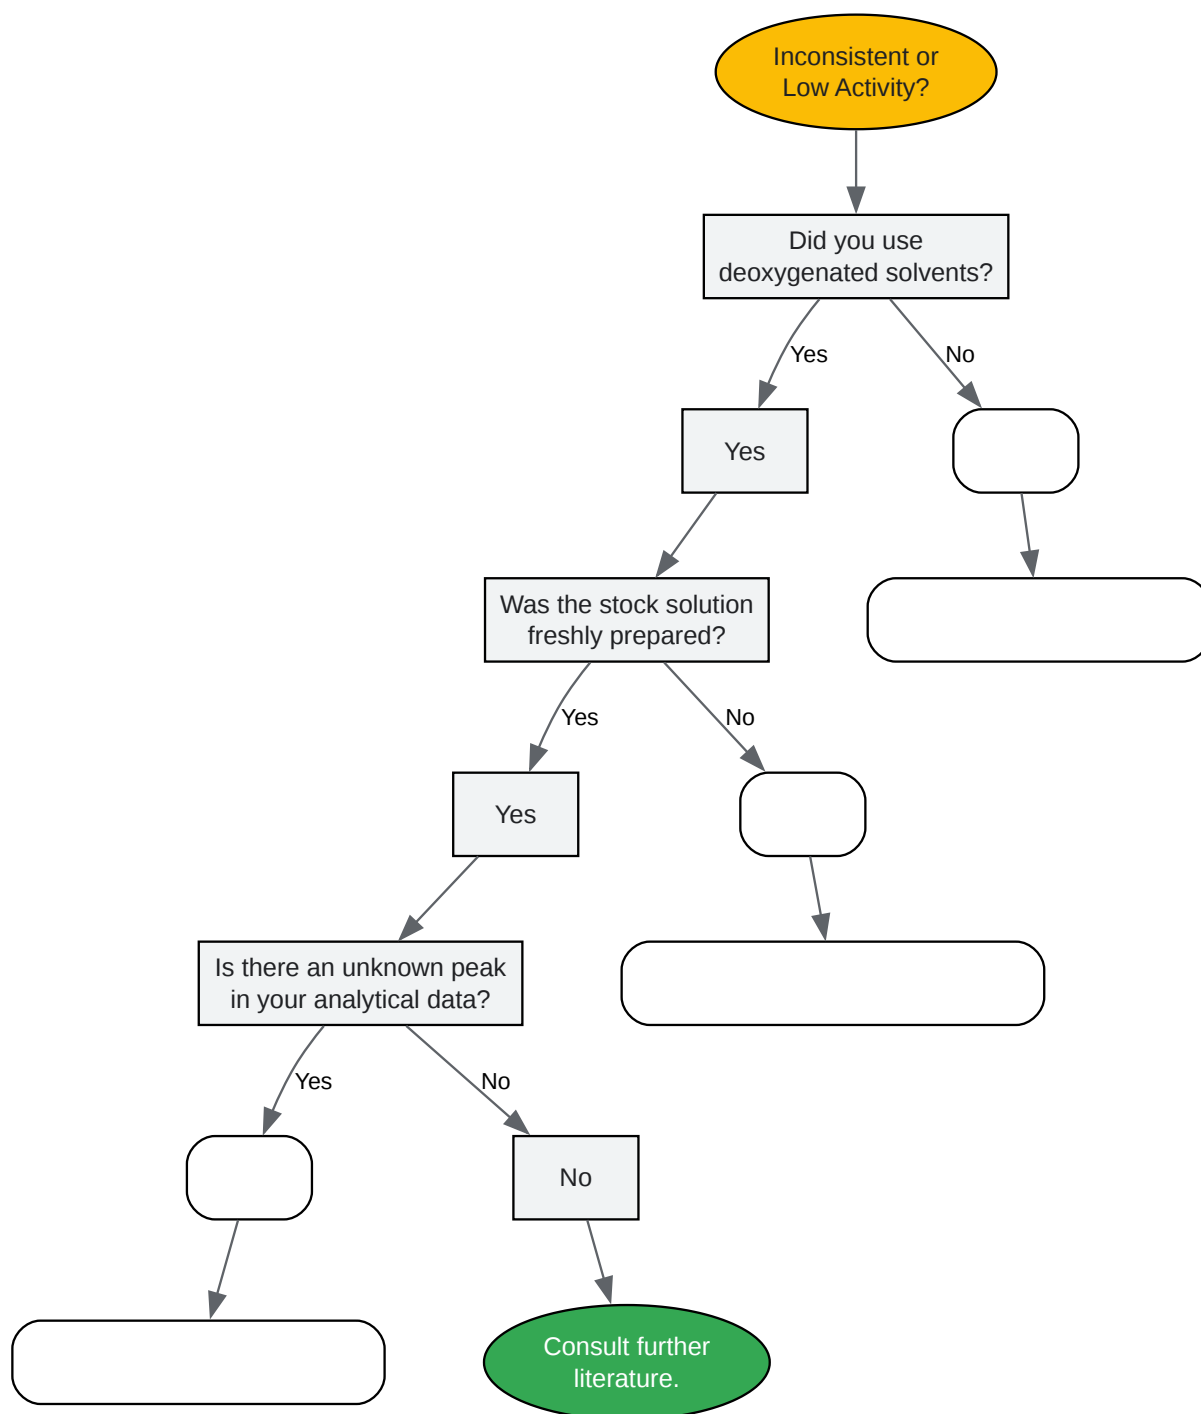 Inconsistent or
Low Activity?
Did you use
deoxygenated solvents?
Yes
No
Yes
Was the stock solution
freshly prepared?
Yes
No
Yes
Is there an unknown peak
in your analytical data?
Yes
No
No
Consult further
literature.